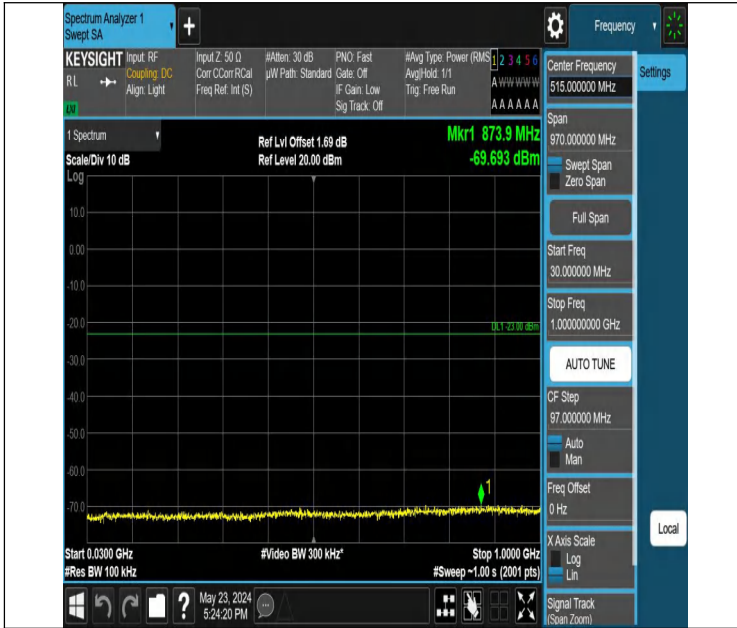 Spectrum Analyzer 1
Swept SA
+
Frequency
KEYSIGHT
RL
Input: RF
Coupling: DC
Align: Light
Input Z: 50 Ω
Corr CCorr RCal
Freq Ref: Int (S)
#Atten: 30 dB
µW Path: Standard
PNO: Fast
Gate: Off
IF Gain: Low
Sig Track: Off
#Avg Type: Power (RMS
Avg|Hold: 1/1
Trig: Free Run
1 2 3 4 5 6
A W W W W W
A A A A A A
1 Spectrum
Scale/Div 10 dB
Log
Ref Lvl Offset 1.69 dB
Ref Level 20.00 dBm
Mkr1 873.9 MHz
-69.693 dBm
10.0
0.00
-10.0
-20.0
DL1 -23.00 dBm
-30.0
-40.0
-50.0
-60.0
-70.0
1
Start 0.0300 GHz
#Res BW 100 kHz
#Video BW 300 kHz*
Stop 1.0000 GHz
#Sweep ~1.00 s (2001 pts)
?
May 23, 2024
5:24:20 PM
Center Frequency
515.000000 MHz
Span
970.000000 MHz
Swept Span
Zero Span
Full Span
Start Freq
30.000000 MHz
Stop Freq
1.000000000 GHz
AUTO TUNE
CF Step
97.000000 MHz
Auto
Man
Freq Offset
0 Hz
X Axis Scale
Log
Lin
Signal Track
(Span Zoom)
Settings
Local